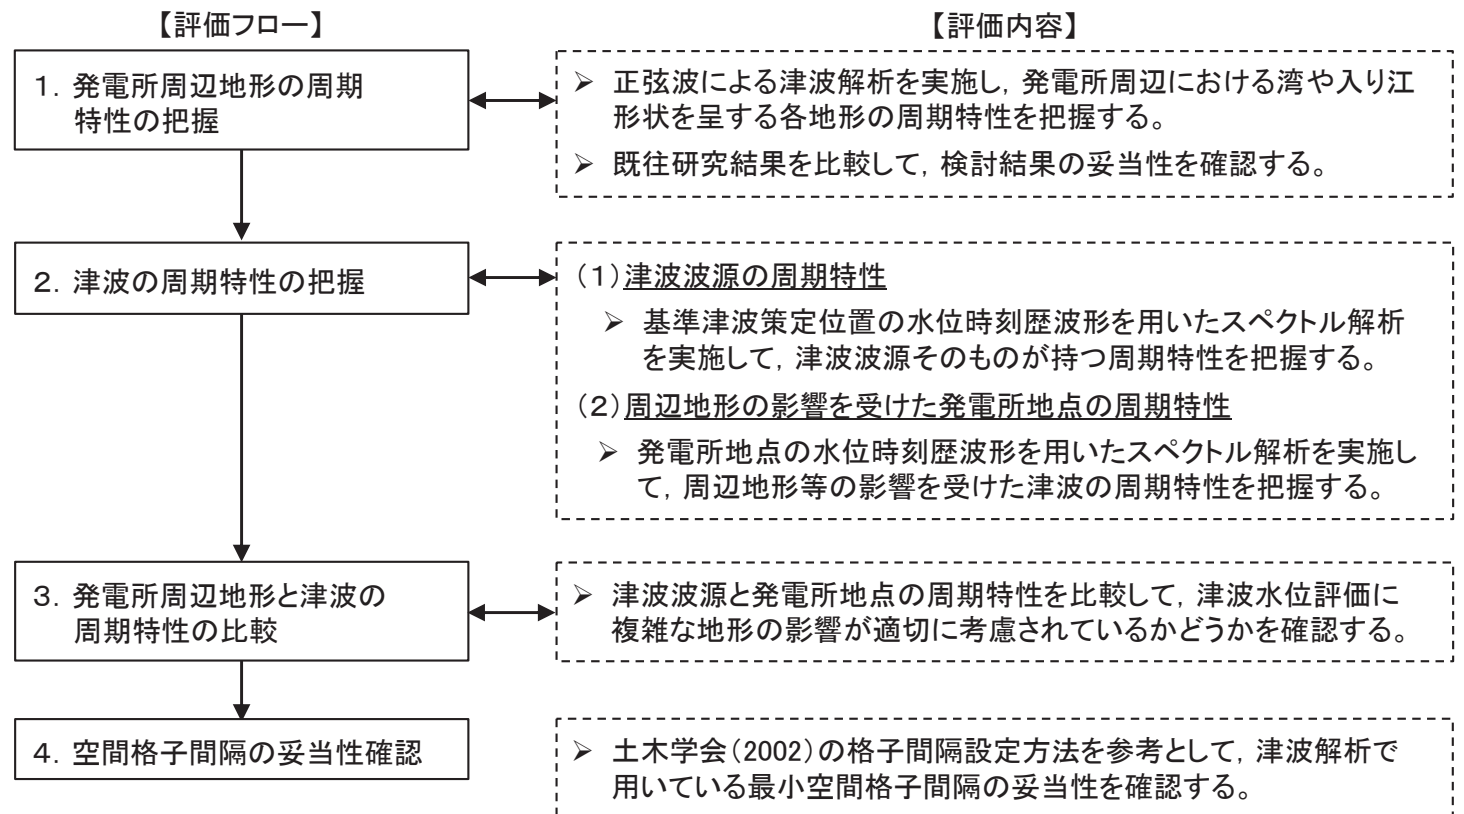 【評価フロー】
【評価内容】
1．発電所周辺地形の周期
特性の把握
➢ 正弦波による津波解析を実施し，発電所周辺における湾や入り江
形状を呈する各地形の周期特性を把握する。
➢ 既往研究結果を比較して，検討結果の妥当性を確認する。
2．津波の周期特性の把握
（1）津波波源の周期特性
➢ 基準津波策定位置の水位時刻歴波形を用いたスペクトル解析
を実施して，津波波源そのものが持つ周期特性を把握する。
（2）周辺地形の影響を受けた発電所地点の周期特性
➢ 発電所地点の水位時刻歴波形を用いたスペクトル解析を実施し
て，周辺地形等の影響を受けた津波の周期特性を把握する。
3．発電所周辺地形と津波の
周期特性の比較
➢ 津波波源と発電所地点の周期特性を比較して，津波水位評価に
複雑な地形の影響が適切に考慮されているかどうかを確認する。
4．空間格子間隔の妥当性確認
➢ 土木学会（2002）の格子間隔設定方法を参考として，津波解析で
用いている最小空間格子間隔の妥当性を確認する。